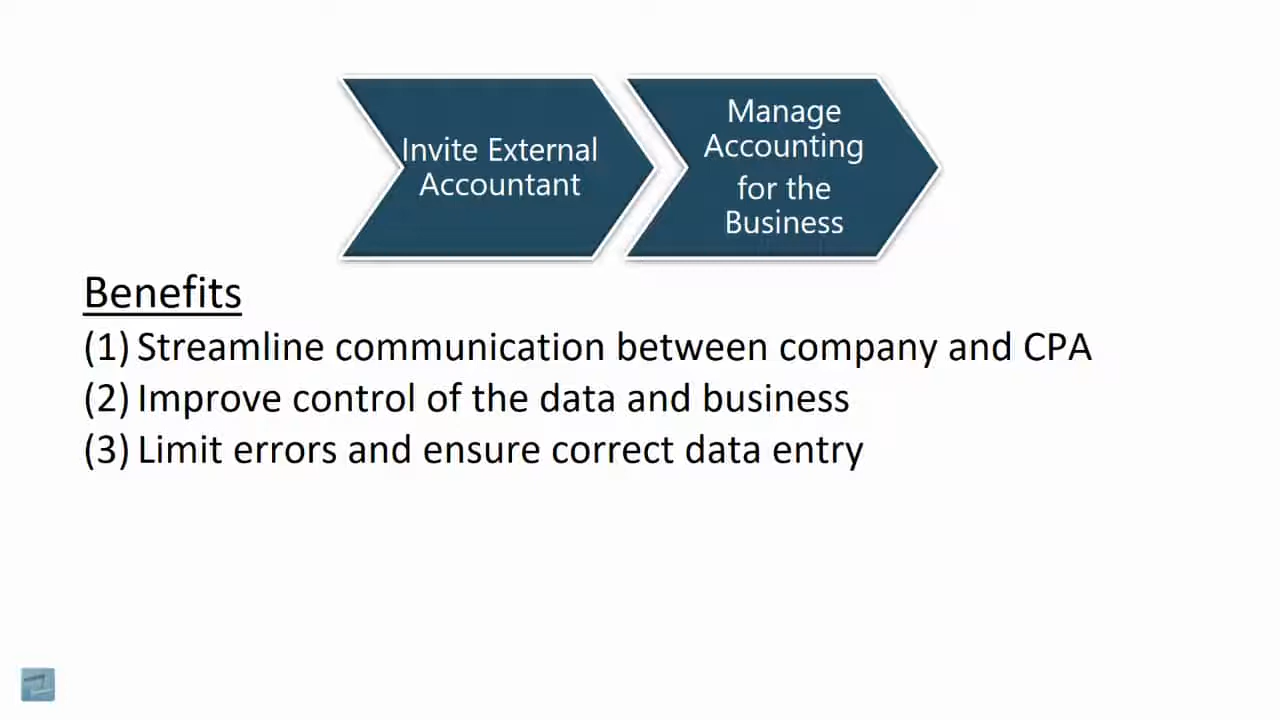 Invite External
Accountant
Manage
Accounting
for the
Business
Benefits
(1) Streamline communication between company and CPA
(2) Improve control of the data and business
(3) Limit errors and ensure correct data entry